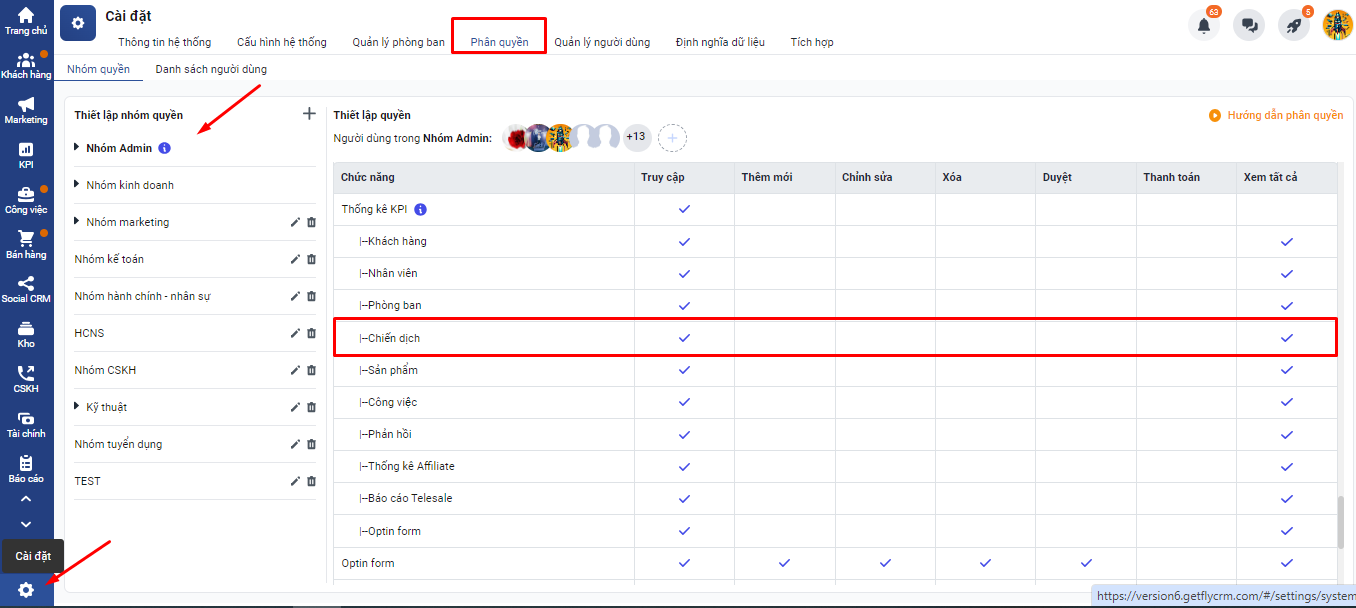 Trang chủ
Khách hàng
Marketing
KPI
Công việc
Bán hàng
Social CRM
Kho
CSKH
Tài chính
Báo cáo
Cài đặt
Cài đặt
63
5
Thông tin hệ thống
Cấu hình hệ thống
Quản lý phòng ban
Phân quyền
Quản lý người dùng
Định nghĩa dữ liệu
Tích hợp
Nhóm quyền
Danh sách người dùng
Thiết lập nhóm quyền
Nhóm Admin
Nhóm kinh doanh
Nhóm marketing
Nhóm kế toán
Nhóm hành chính - nhân sự
HCNS
Nhóm CSKH
Kỹ thuật
Nhóm tuyển dụng
TEST
Thiết lập quyền
Hướng dẫn phân quyền
Người dùng trong Nhóm Admin:
+13
Chức năng Truy cập Thêm mới Chỉnh sửa Xóa Duyệt Thanh toán Xem tất cả
Thống kê KPI
|--Khách hàng
|--Nhân viên
|--Phòng ban
|--Chiến dịch
|--Sản phẩm
|--Công việc
|--Phản hồi
|--Thống kê Affiliate
|--Báo cáo Telesale
|--Optin form
Optin form
https://version6.getflycrm.com/#/settings/system